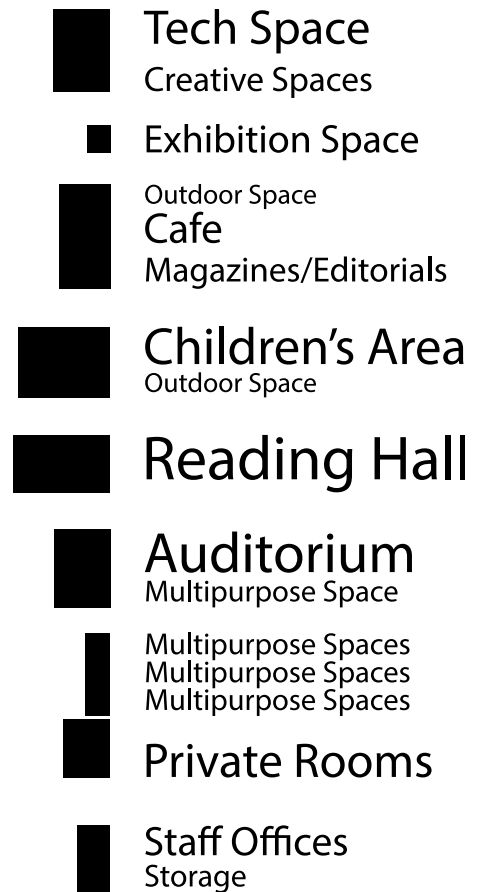 Tech Space
Creative Spaces
Exhibition Space
Outdoor Space
Cafe
Magazines/Editorials
Children's Area
Outdoor Space
Reading Hall
Auditorium
Multipurpose Space
Multipurpose Spaces
Multipurpose Spaces
Multipurpose Spaces
Private Rooms
Staff Offices
Storage